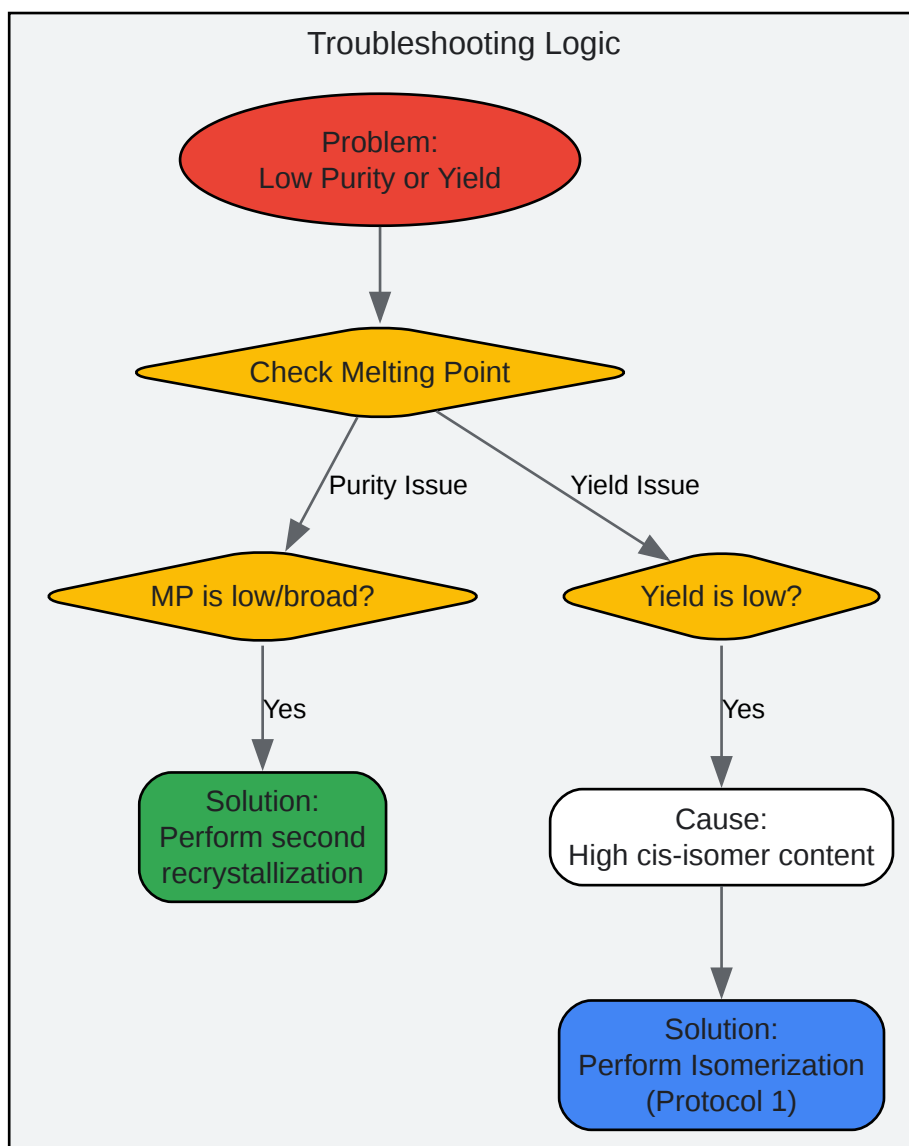 Troubleshooting Logic
Problem:
Low Purity or Yield
Check Melting Point
Purity Issue
Yield Issue
MP is low/broad?
Yield is low?
Yes
Yes
Solution:
Perform second
recrystallization
Cause:
High cis-isomer content
Solution:
Perform Isomerization
(Protocol 1)